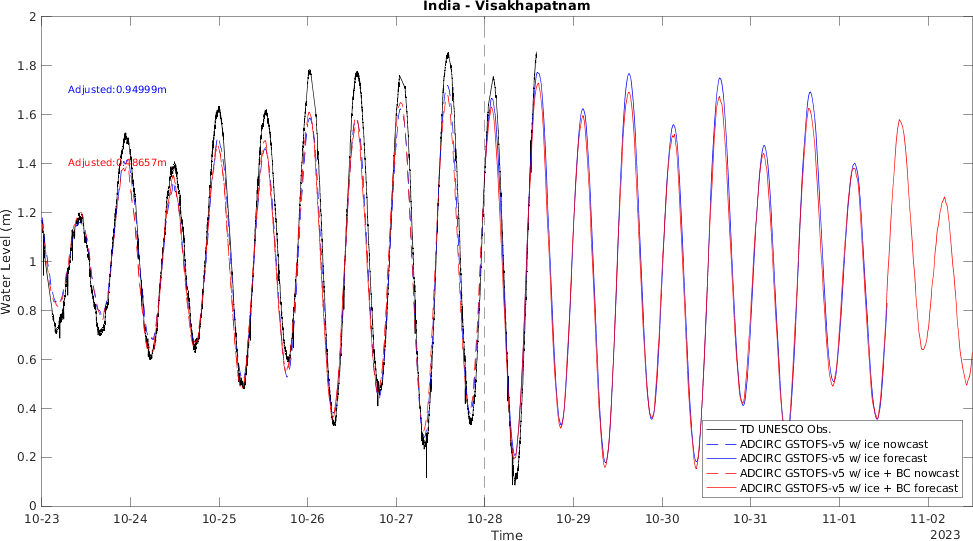 India - Visakhapatnam
2
1.8
1.6
1.4
1.2
1
0.8
0.6
0.4
0.2
0
Water Level (m)
Adjusted:0.94999m
Adjusted:0.48657m
TD UNESCO Obs.
ADCIRC GSTOFS-v5 w/ ice nowcast
ADCIRC GSTOFS-v5 w/ ice forecast
ADCIRC GSTOFS-v5 w/ ice + BC nowcast
ADCIRC GSTOFS-v5 w/ ice + BC forecast
10-23 10-24 10-25 10-26 10-27 10-28 10-29 10-30 10-31 11-01 11-02
Time
2023